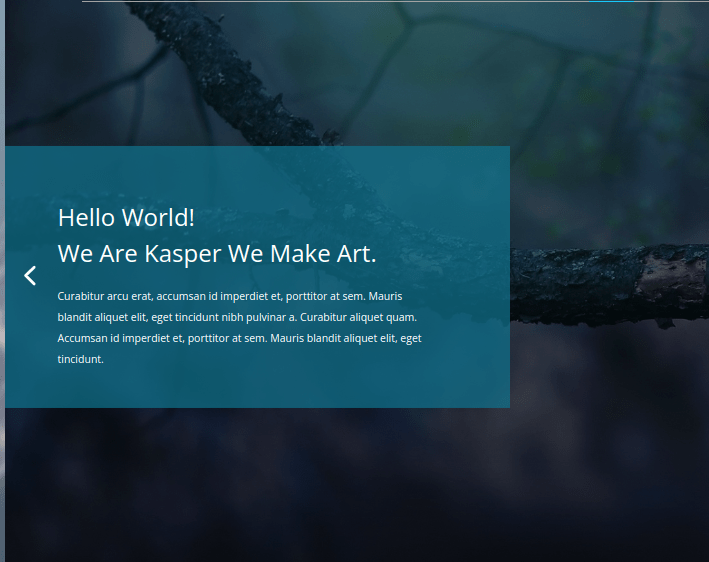 Hello World!
We Are Kasper We Make Art.
Curabitur arcu erat, accumsan id imperdiet et, porttitor at sem. Mauris
blandit aliquet elit, eget tincidunt nibh pulvinar a. Curabitur aliquet quam.
Accumsan id imperdiet et, porttitor at sem. Mauris blandit aliquet elit, eget
tincidunt.